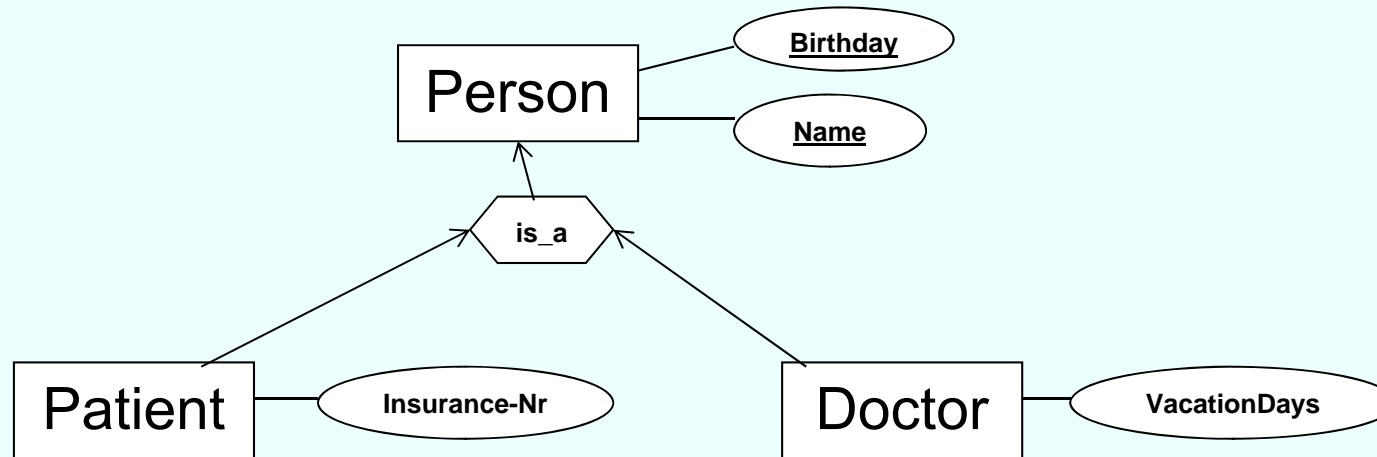 Birthday
Person
Name
is_a
Patient
Insurance-Nr
Doctor
VacationDays